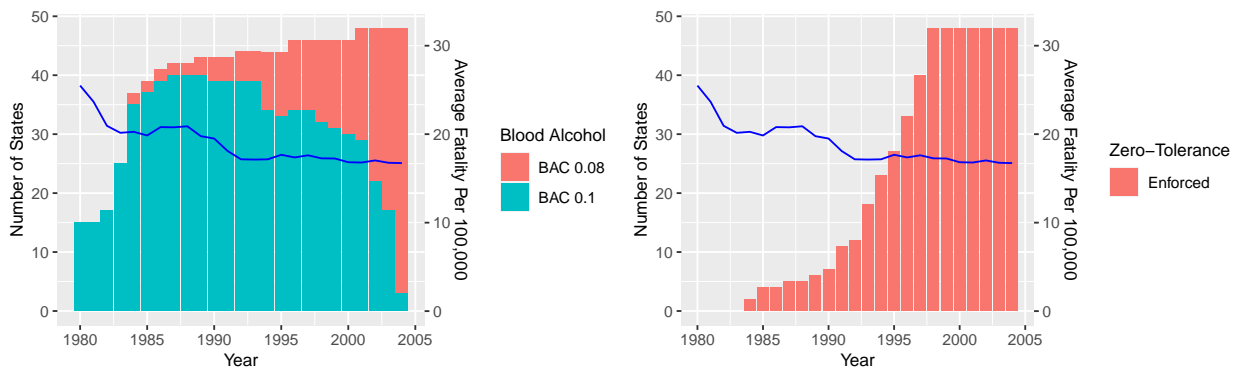 50
40
30
20
10
0
Number of States
30
20
10
0
Average Fatality Per 100,000
1980 1985 1990 1995 2000 2005
Year
Blood Alcohol
BAC 0.08
BAC 0.1
50
40
30
20
10
0
Number of States
30
20
10
0
Average Fatality Per 100,000
1980 1985 1990 1995 2000 2005
Year
Zero−Tolerance
Enforced